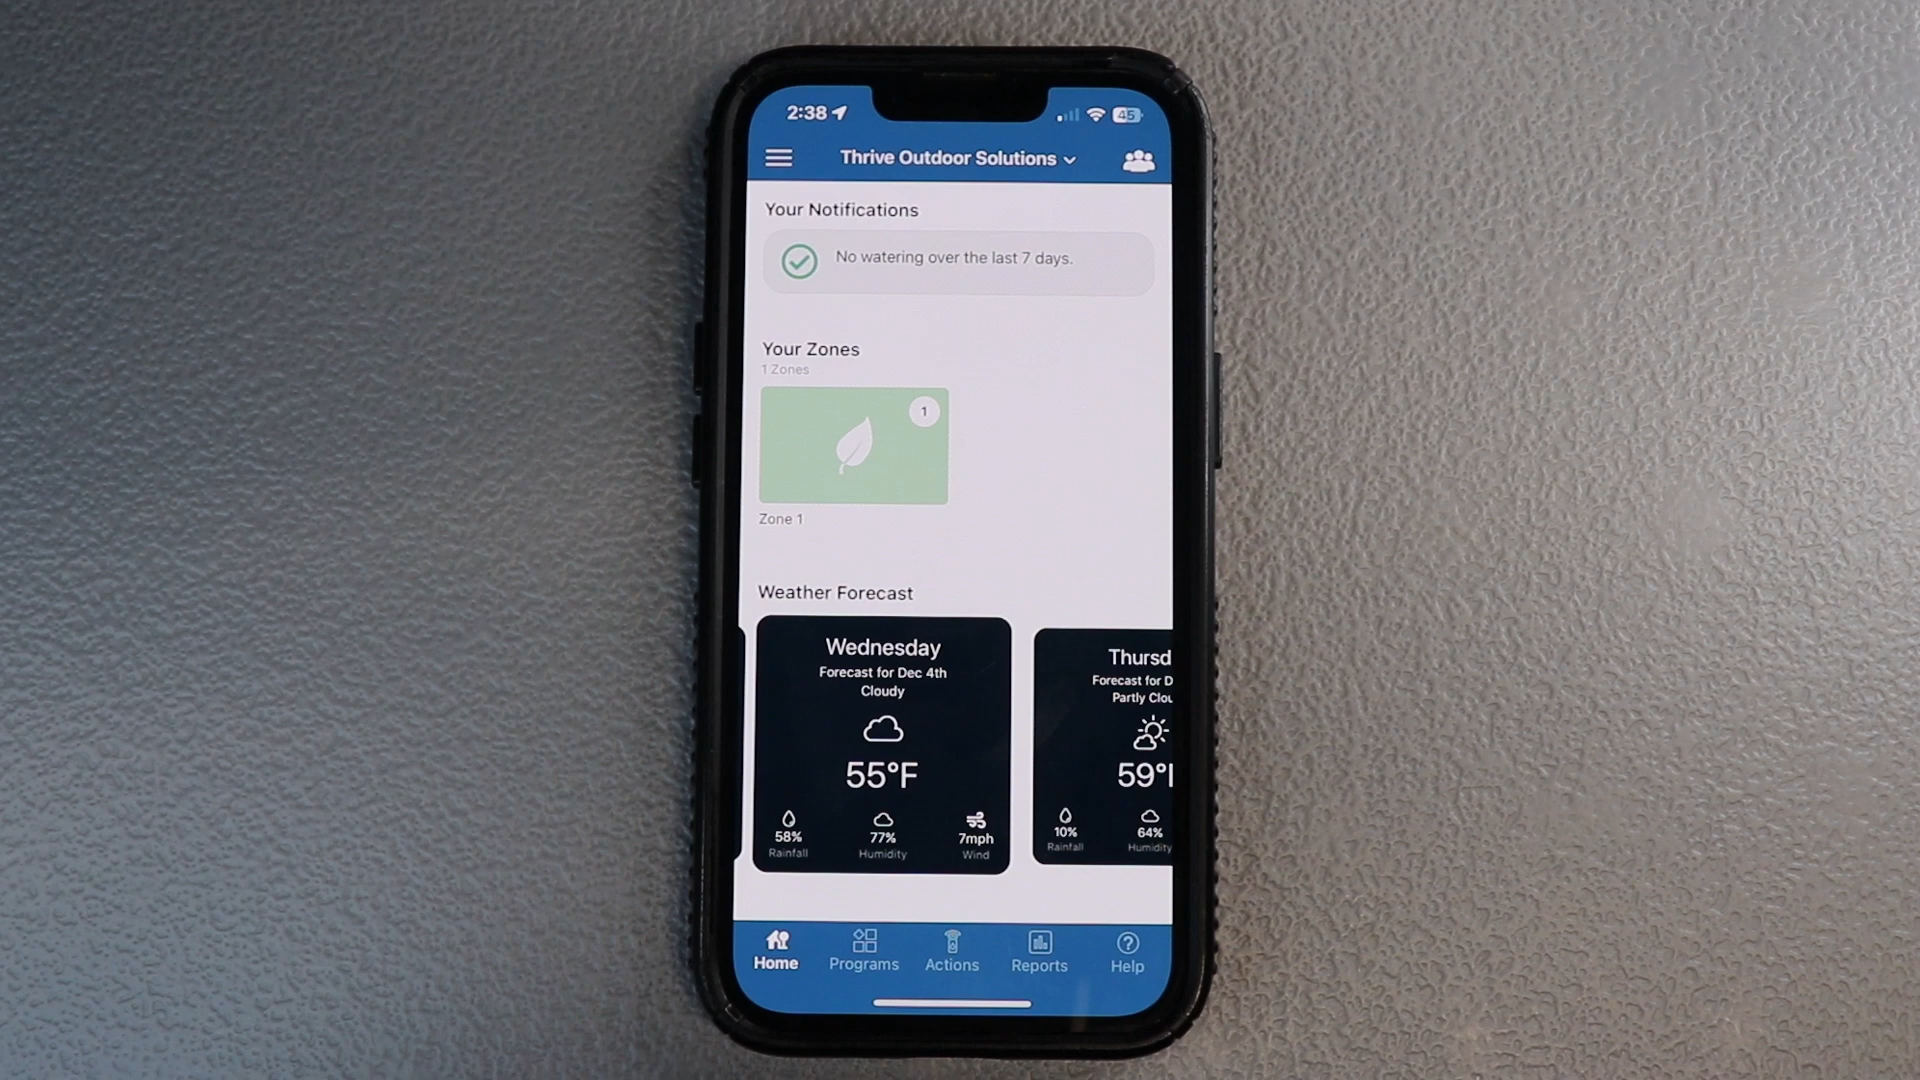 2:38
45
Thrive Outdoor Solutions
Your Notifications
No watering over the last 7 days.
Your Zones
1 Zones
1
Zone 1
Weather Forecast
Wednesday
Forecast for Dec 4th
Cloudy
55°F
58%
77%
7mph
Rainfall
Humidity
Wind
Thursd
Forecast for D
Partly Clou
59°F
10%
64%
Rainfall
Humidity
Home
Programs
Actions
Reports
Help